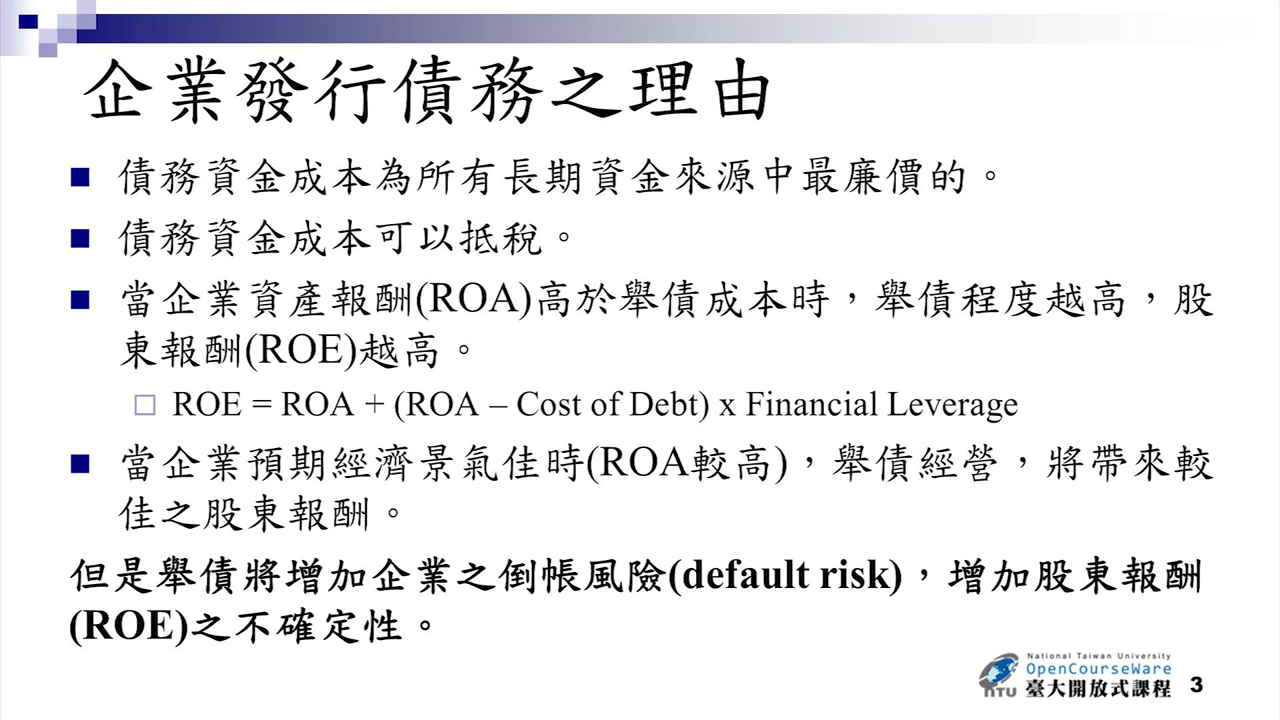 企業發行債務之理由
債務資金成本為所有長期資金來源中最廉價的。
債務資金成本可以抵稅。
當企業資產報酬(ROA)高於舉債成本時，舉債程度越高，股
東報酬(ROE)越高。
ROE = ROA + (ROA – Cost of Debt) x Financial Leverage
當企業預期經濟景氣佳時(ROA較高)，舉債經營，將帶來較
佳之股東報酬。
但是舉債將增加企業之倒帳風險(default risk)，增加股東報酬
(ROE)之不確定性。
National Taiwan University
OpenCourseWare
NTU 臺大開放式課程
3